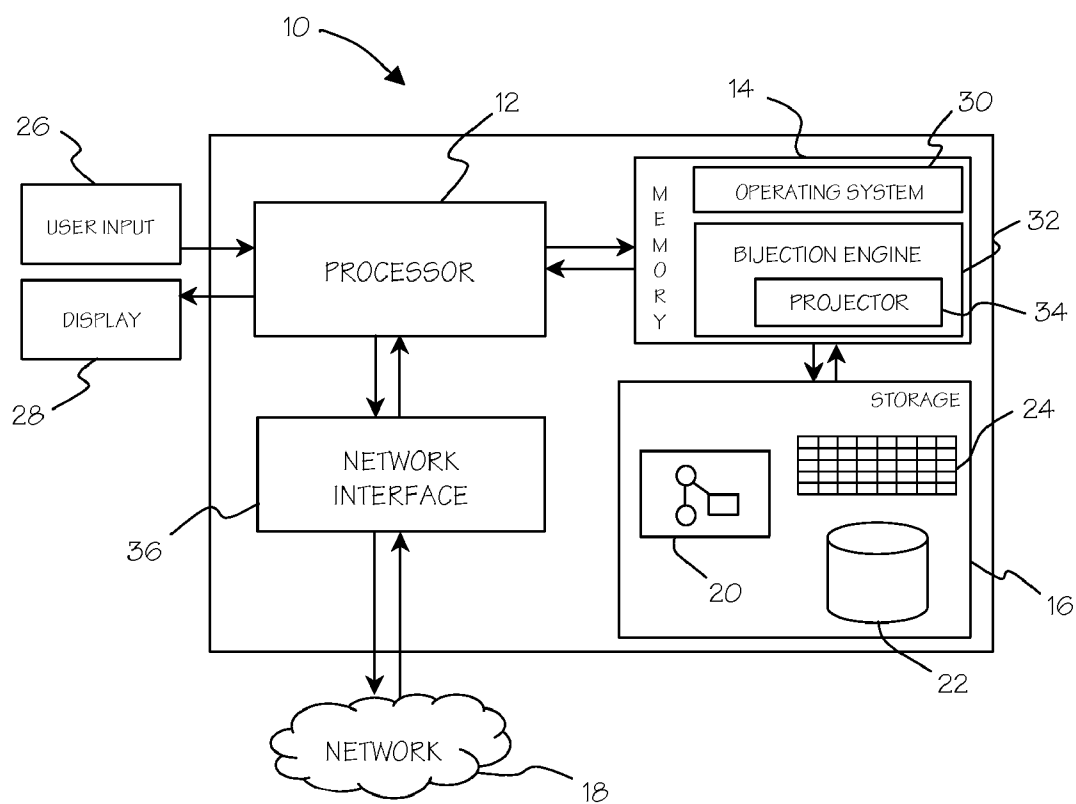 10
12
14
30
26
USER INPUT
PROCESSOR
MEMORY
OPERATING SYSTEM
32
BIJECTION ENGINE
PROJECTOR
34
DISPLAY
28
STORAGE
24
NETWORK
INTERFACE
36
20
16
22
NETWORK
18